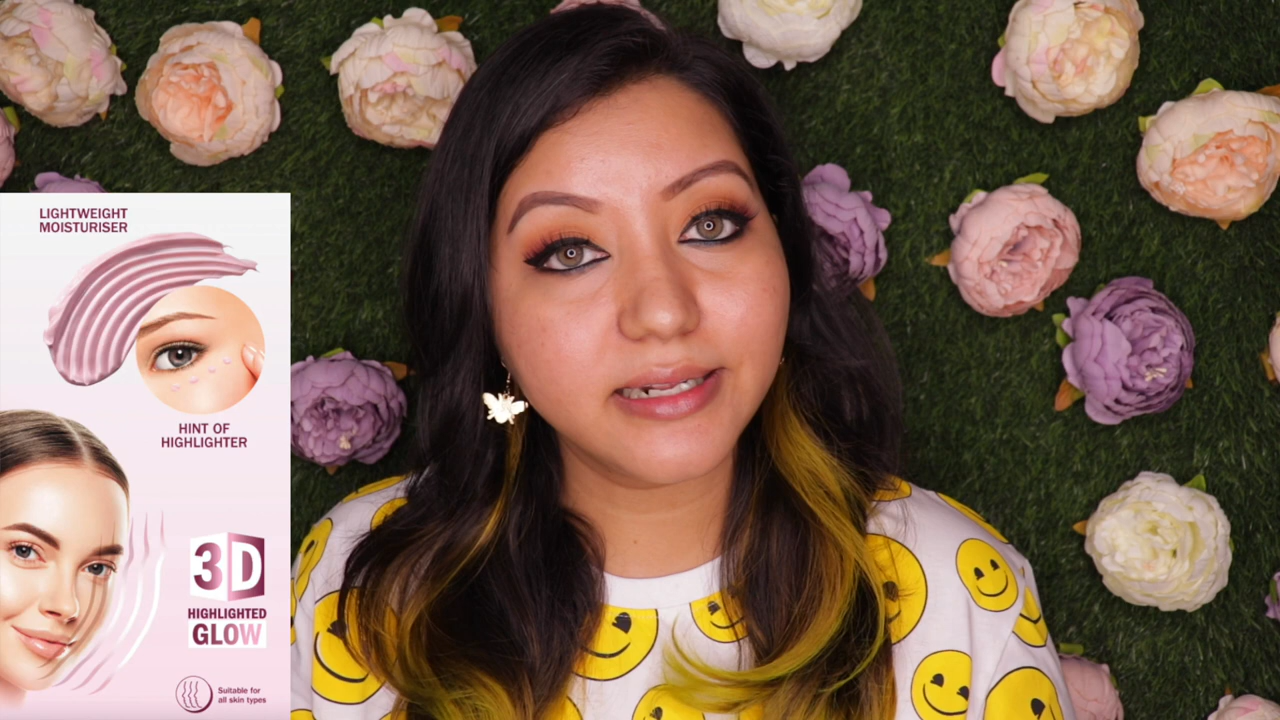 LIGHTWEIGHT
MOISTURISER
HINT OF
HIGHLIGHTER
3D
HIGHLIGHTED
GLOW
Suitable for
all skin types